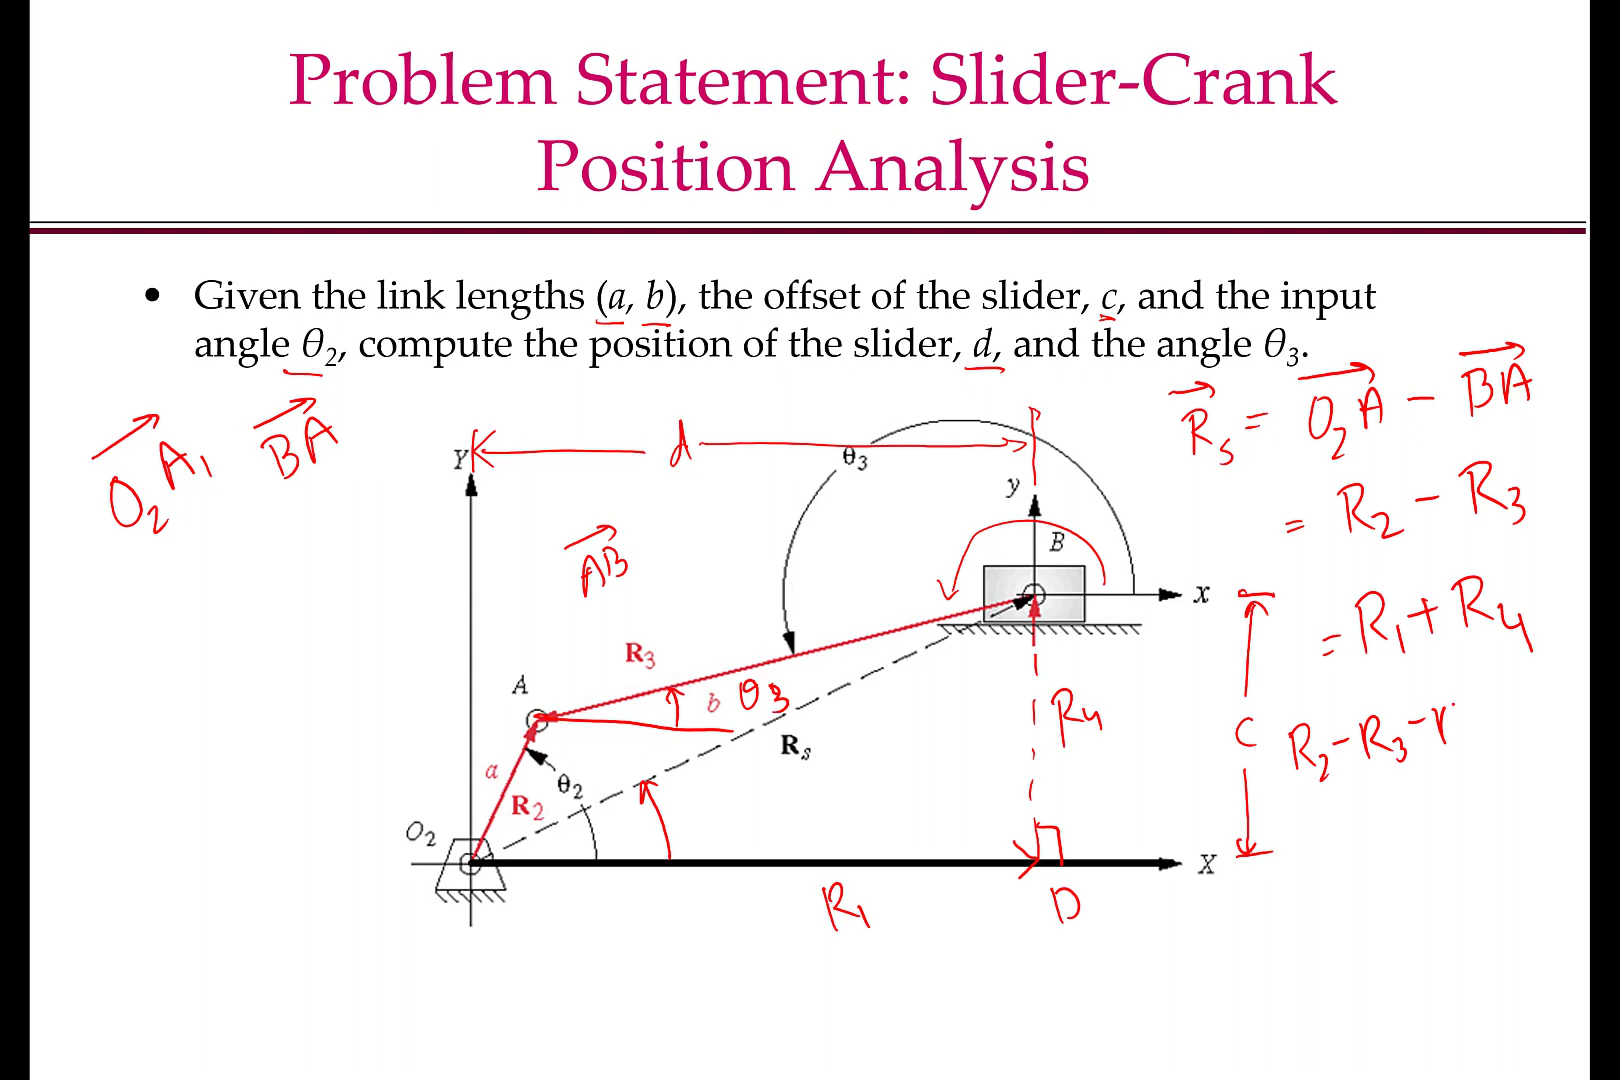 Problem Statement: Slider-Crank
Position Analysis
• Given the link lengths (a, b), the offset of the slider, c, and the input
angle θ2, compute the position of the slider, d, and the angle θ3.
O2A, BA
Rs = O2A - BA
= R2 - R3
= R1 + R4
R2 - R3 - r
Y
d
θ3
y
B
x
AB
R3
A
b θ3
R4
C
Rs
a
θ2
R2
O2
X
R1
D